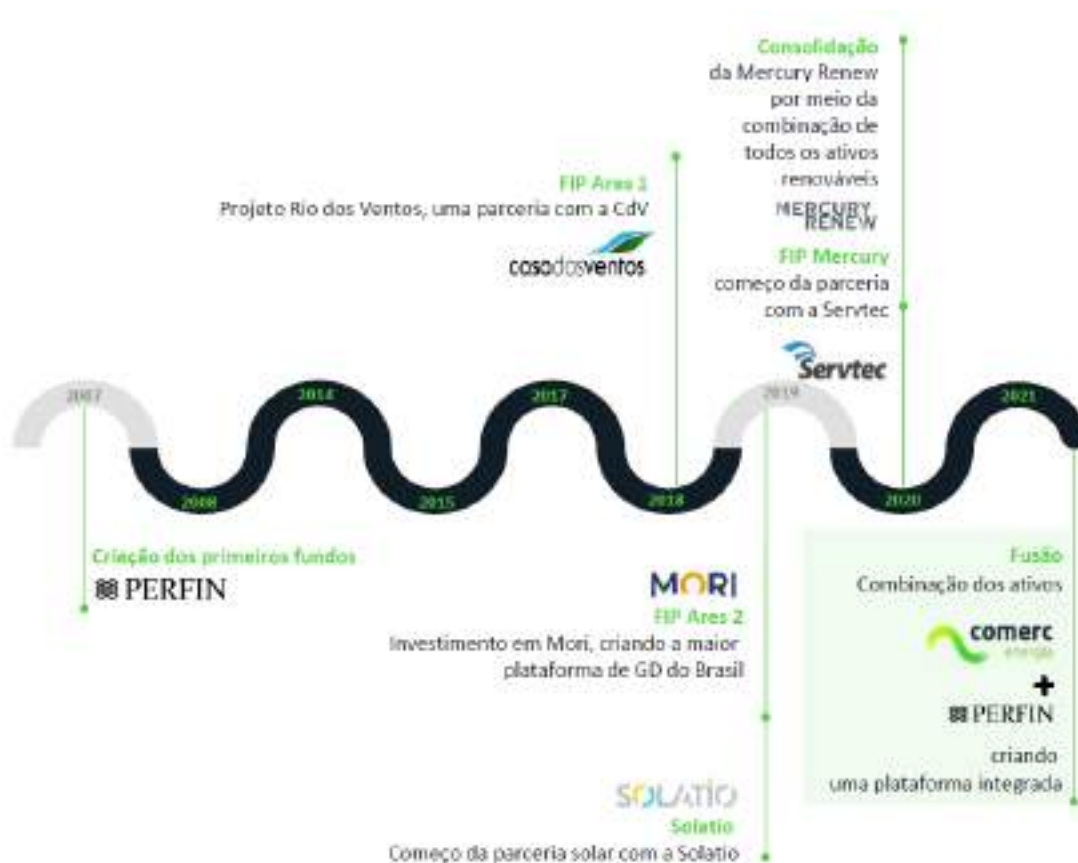 Consolidação
da Mercury Renew
por meio da
combinação de
todos os ativos
renováveis
MERCURY
RENEW
FIP Mercury
começo da parceria
com a Servtec
Servtec
FIP Ares 1
Projeto Rio dos Ventos, uma parceria com a CdV
casadosventos
2007
2014
2017
2019
2021
2008
2015
2018
2020
Criação dos primeiros fundos
PERFIN
MORI
FIP Ares 2
Investimento em Mori, criando a maior
plataforma de GD do Brasil
SOLATIO
Solatio
Começo da parceria solar com a Solatio
Fusão
Combinação dos ativos
comerc
energia
+
PERFIN
criando
uma plataforma integrada